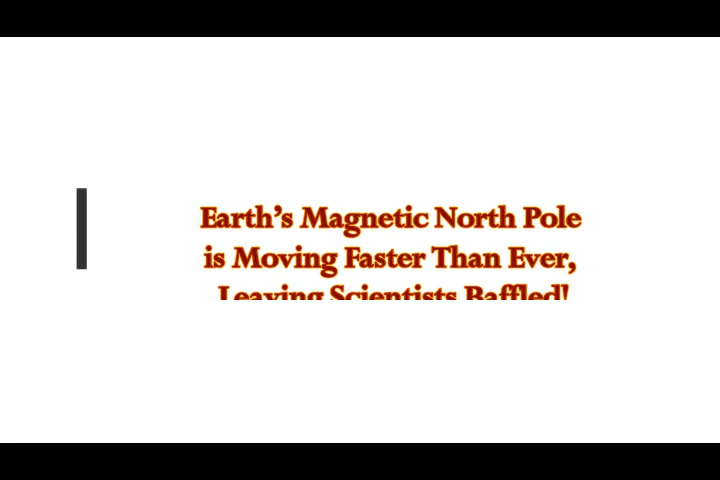 Earth’s Magnetic North Pole
is Moving Faster Than Ever,
Leaving Scientists Baffled!